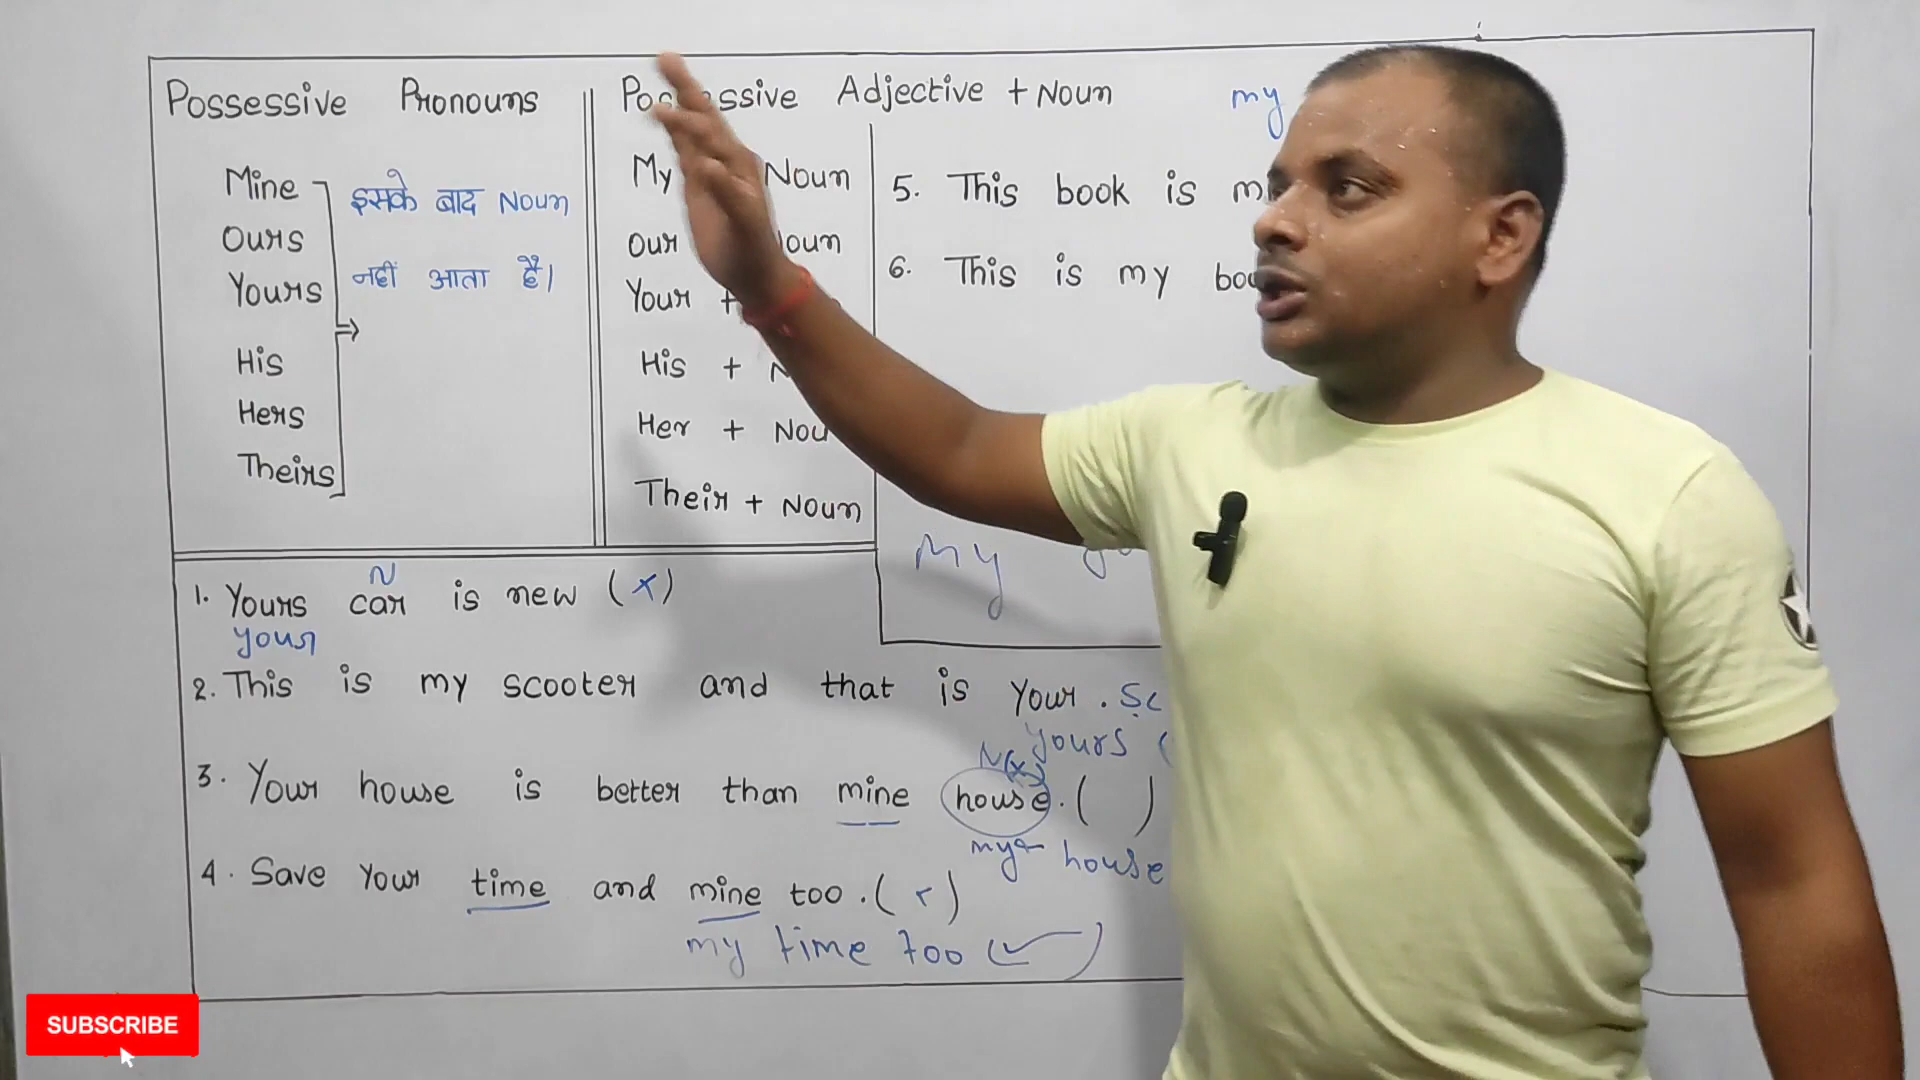 Possessive Pronouns
Mine
Ours
Yours
His
Hers
Theirs
इसके बाद Noun
नहीं आता है।
Possessive Adjective + Noun
my
My Noun
Our Noun
Your +
His + N
Her + Nou
Their + Noun
5. This book is mi
6. This is my boo
My
N
1. Yours car is new (x)
your
2. This is my scooter and that is your. Sc
yours (
N(x)
3. Your house is better than mine house. ( )
my house
4. Save your time and mine too. ( )
my time too
SUBSCRIBE